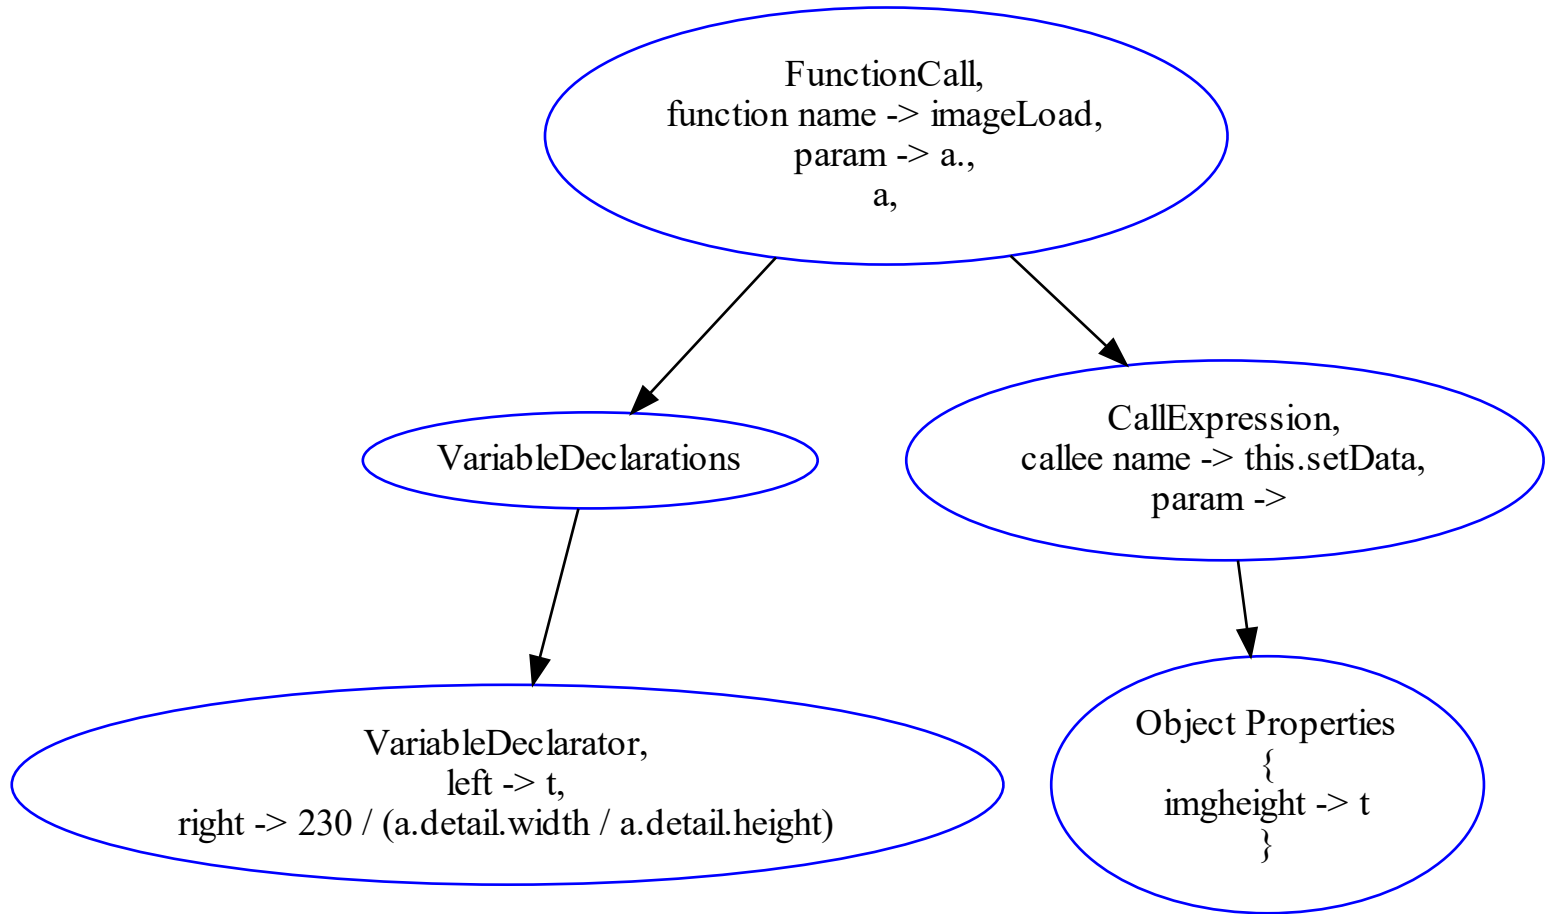 FunctionCall,
function name -> imageLoad,
param -> a.,
a,
VariableDeclarations
CallExpression,
callee name -> this.setData,
param ->
VariableDeclarator,
left -> t,
right -> 230 / (a.detail.width / a.detail.height)
Object Properties
{
imgheight -> t
}